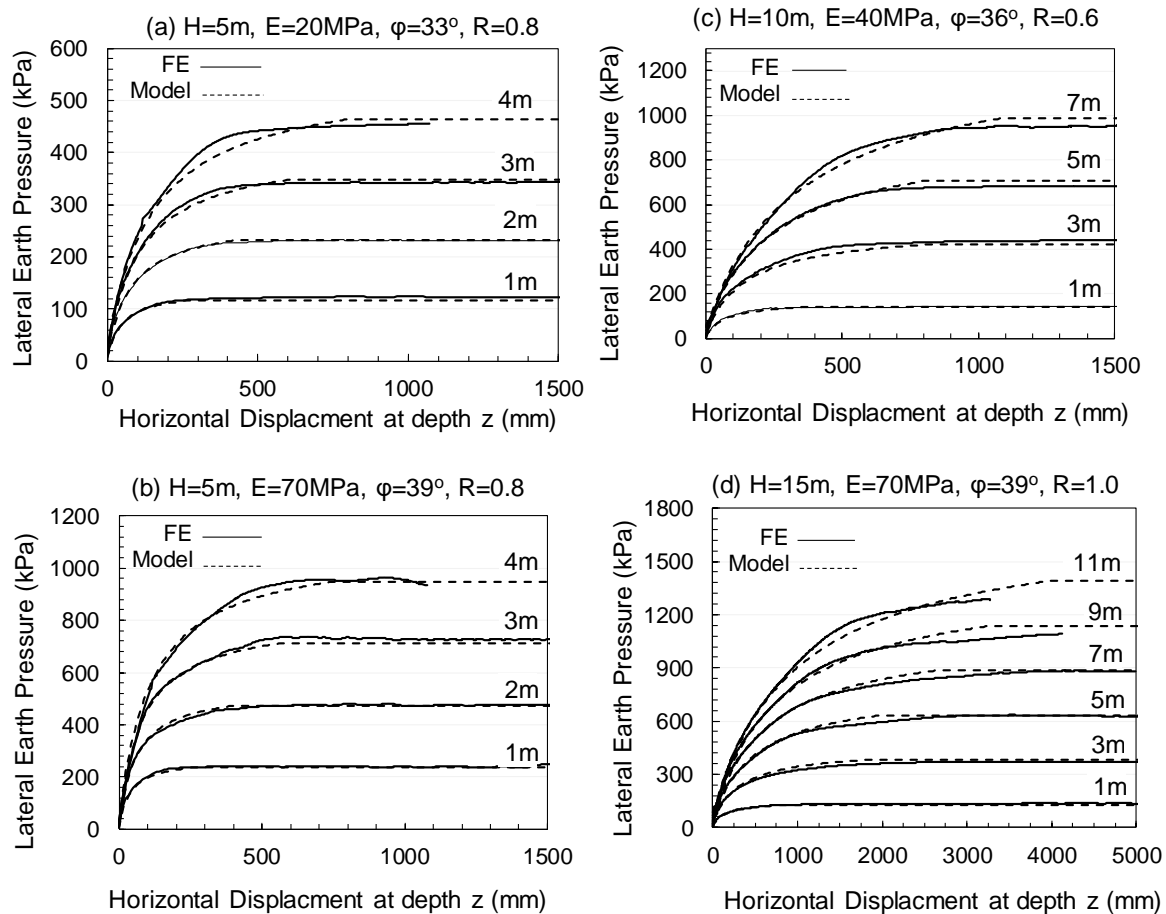 (a) H=5m, E=20MPa, φ=33°, R=0.8
Lateral Earth Pressure (kPa)
600
500
400
300
200
100
0
FE
Model
4m
3m
2m
1m
0 500 1000 1500
Horizontal Displacment at depth z (mm)
(c) H=10m, E=40MPa, φ=36°, R=0.6
Lateral Earth Pressure (kPa)
1200
1000
800
600
400
200
0
FE
Model
7m
5m
3m
1m
0 500 1000 1500
Horizontal Displacment at depth z (mm)
(b) H=5m, E=70MPa, φ=39°, R=0.8
Lateral Earth Pressure (kPa)
1200
1000
800
600
400
200
0
FE
Model
4m
3m
2m
1m
0 500 1000 1500
Horizontal Displacment at depth z (mm)
(d) H=15m, E=70MPa, φ=39°, R=1.0
Lateral Earth Pressure (kPa)
1800
1500
1200
900
600
300
0
FE
Model
11m
9m
7m
5m
3m
1m
0 1000 2000 3000 4000 5000
Horizontal Displacment at depth z (mm)